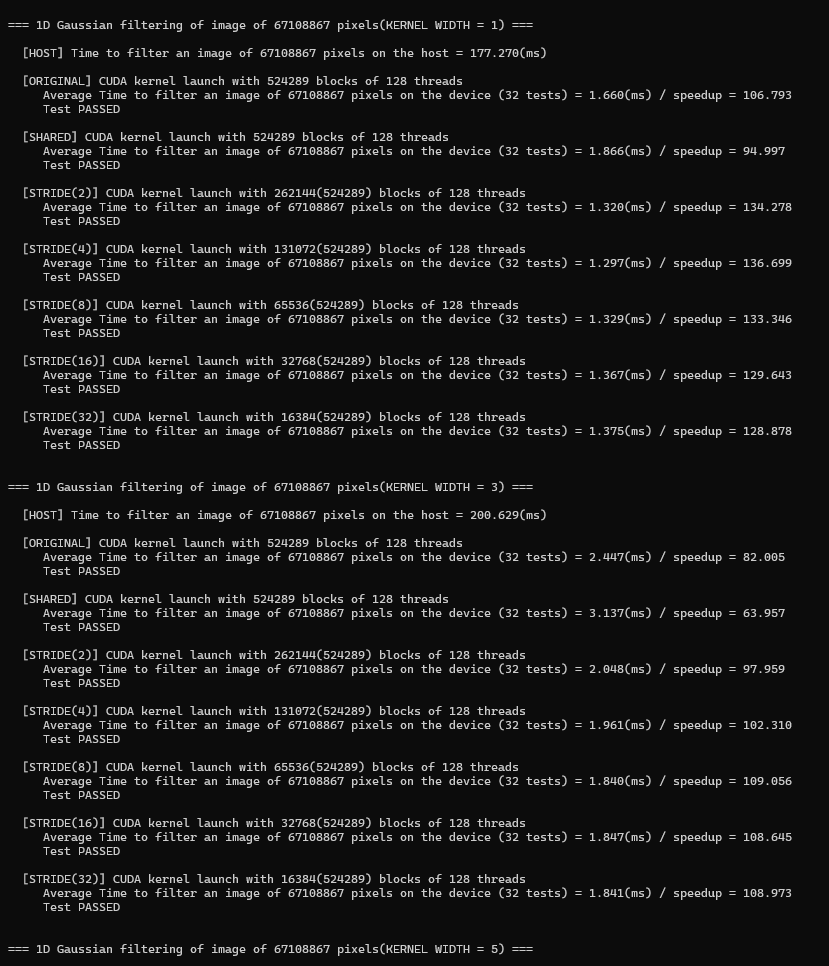 === 1D Gaussian filtering of image of 67108867 pixels(KERNEL WIDTH = 1) ===
[HOST] Time to filter an image of 67108867 pixels on the host = 177.270(ms)
[ORIGINAL] CUDA kernel launch with 524289 blocks of 128 threads
Average Time to filter an image of 67108867 pixels on the device (32 tests) = 1.660(ms) / speedup = 106.793
Test PASSED
[SHARED] CUDA kernel launch with 524289 blocks of 128 threads
Average Time to filter an image of 67108867 pixels on the device (32 tests) = 1.866(ms) / speedup = 94.997
Test PASSED
[STRIDE(2)] CUDA kernel launch with 262144(524289) blocks of 128 threads
Average Time to filter an image of 67108867 pixels on the device (32 tests) = 1.320(ms) / speedup = 134.278
Test PASSED
[STRIDE(4)] CUDA kernel launch with 131072(524289) blocks of 128 threads
Average Time to filter an image of 67108867 pixels on the device (32 tests) = 1.297(ms) / speedup = 136.699
Test PASSED
[STRIDE(8)] CUDA kernel launch with 65536(524289) blocks of 128 threads
Average Time to filter an image of 67108867 pixels on the device (32 tests) = 1.329(ms) / speedup = 133.346
Test PASSED
[STRIDE(16)] CUDA kernel launch with 32768(524289) blocks of 128 threads
Average Time to filter an image of 67108867 pixels on the device (32 tests) = 1.367(ms) / speedup = 129.643
Test PASSED
[STRIDE(32)] CUDA kernel launch with 16384(524289) blocks of 128 threads
Average Time to filter an image of 67108867 pixels on the device (32 tests) = 1.375(ms) / speedup = 128.878
Test PASSED
=== 1D Gaussian filtering of image of 67108867 pixels(KERNEL WIDTH = 3) ===
[HOST] Time to filter an image of 67108867 pixels on the host = 200.629(ms)
[ORIGINAL] CUDA kernel launch with 524289 blocks of 128 threads
Average Time to filter an image of 67108867 pixels on the device (32 tests) = 2.447(ms) / speedup = 82.005
Test PASSED
[SHARED] CUDA kernel launch with 524289 blocks of 128 threads
Average Time to filter an image of 67108867 pixels on the device (32 tests) = 3.137(ms) / speedup = 63.957
Test PASSED
[STRIDE(2)] CUDA kernel launch with 262144(524289) blocks of 128 threads
Average Time to filter an image of 67108867 pixels on the device (32 tests) = 2.048(ms) / speedup = 97.959
Test PASSED
[STRIDE(4)] CUDA kernel launch with 131072(524289) blocks of 128 threads
Average Time to filter an image of 67108867 pixels on the device (32 tests) = 1.961(ms) / speedup = 102.310
Test PASSED
[STRIDE(8)] CUDA kernel launch with 65536(524289) blocks of 128 threads
Average Time to filter an image of 67108867 pixels on the device (32 tests) = 1.840(ms) / speedup = 109.056
Test PASSED
[STRIDE(16)] CUDA kernel launch with 32768(524289) blocks of 128 threads
Average Time to filter an image of 67108867 pixels on the device (32 tests) = 1.847(ms) / speedup = 108.645
Test PASSED
[STRIDE(32)] CUDA kernel launch with 16384(524289) blocks of 128 threads
Average Time to filter an image of 67108867 pixels on the device (32 tests) = 1.841(ms) / speedup = 108.973
Test PASSED
=== 1D Gaussian filtering of image of 67108867 pixels(KERNEL WIDTH = 5) ===